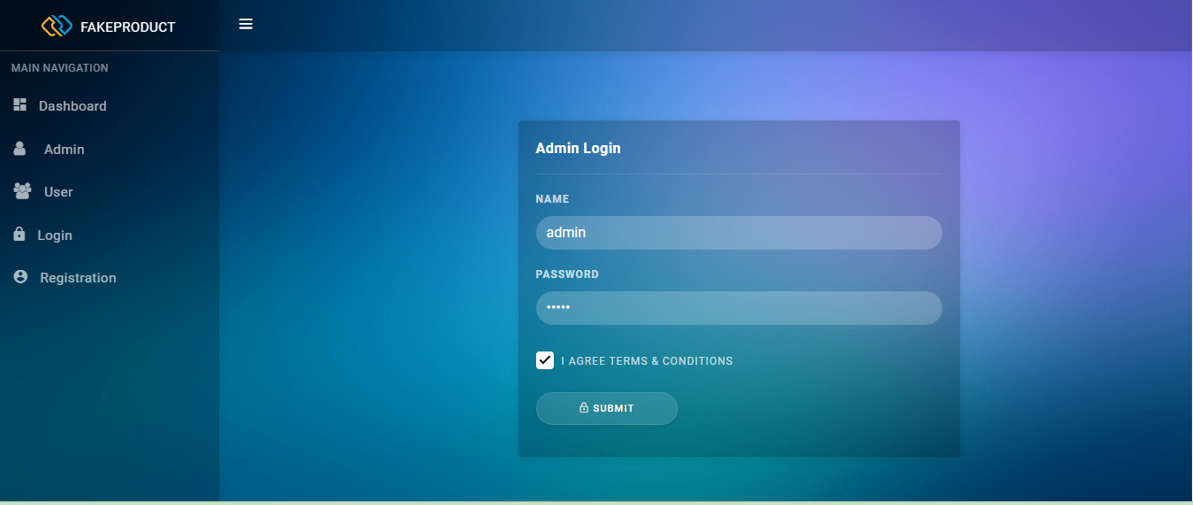 FAKEPRODUCT
MAIN NAVIGATION
Dashboard
Admin
User
Login
Registration
Admin Login
NAME
admin
PASSWORD
•••••
I AGREE TERMS & CONDITIONS
SUBMIT